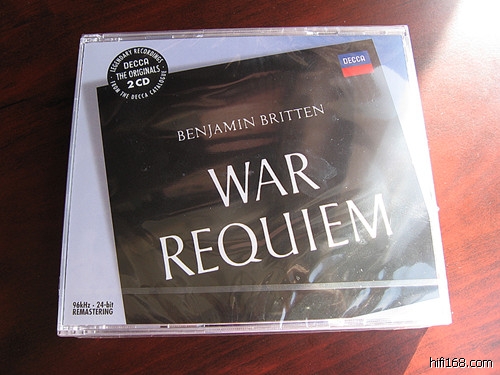 LEGENDARY RECORDINGS
DECCA
THE ORIGINALS
2 CD
FROM THE DECCA CATALOGUE
DECCA
BENJAMIN BRITTEN
WAR
REQUIEM
96kHz · 24-bit
REMASTERING
hifi168.com